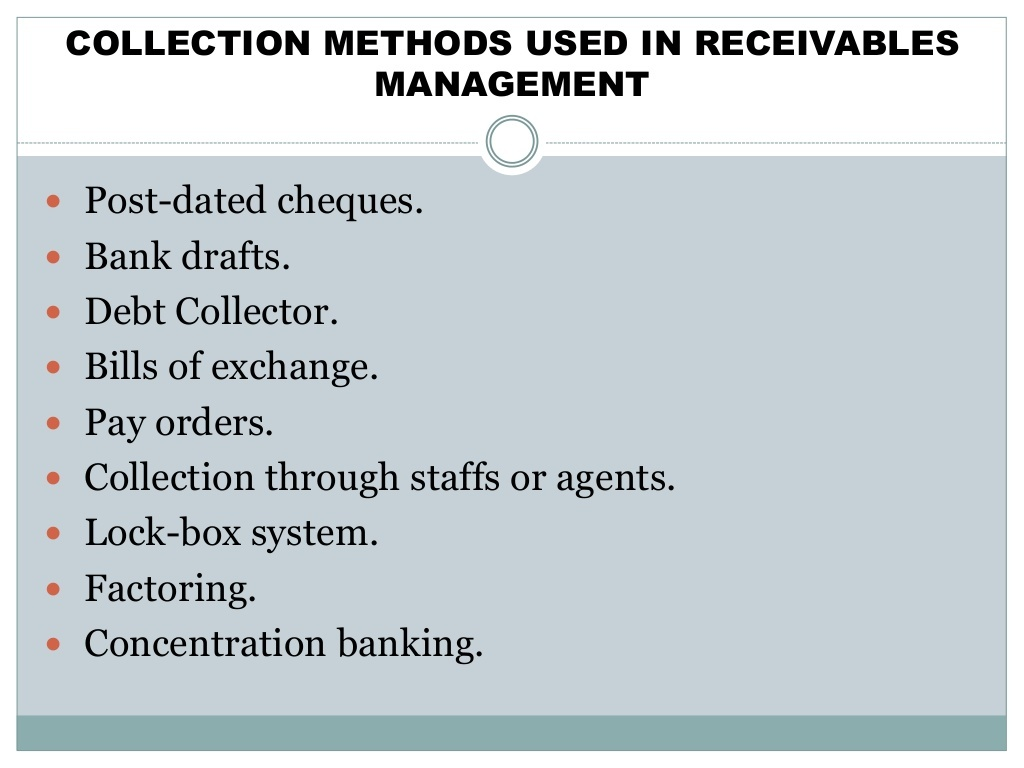 COLLECTION METHODS USED IN RECEIVABLES
MANAGEMENT
• Post-dated cheques.
• Bank drafts.
• Debt Collector.
• Bills of exchange.
• Pay orders.
• Collection through staffs or agents.
• Lock-box system.
• Factoring.
• Concentration banking.